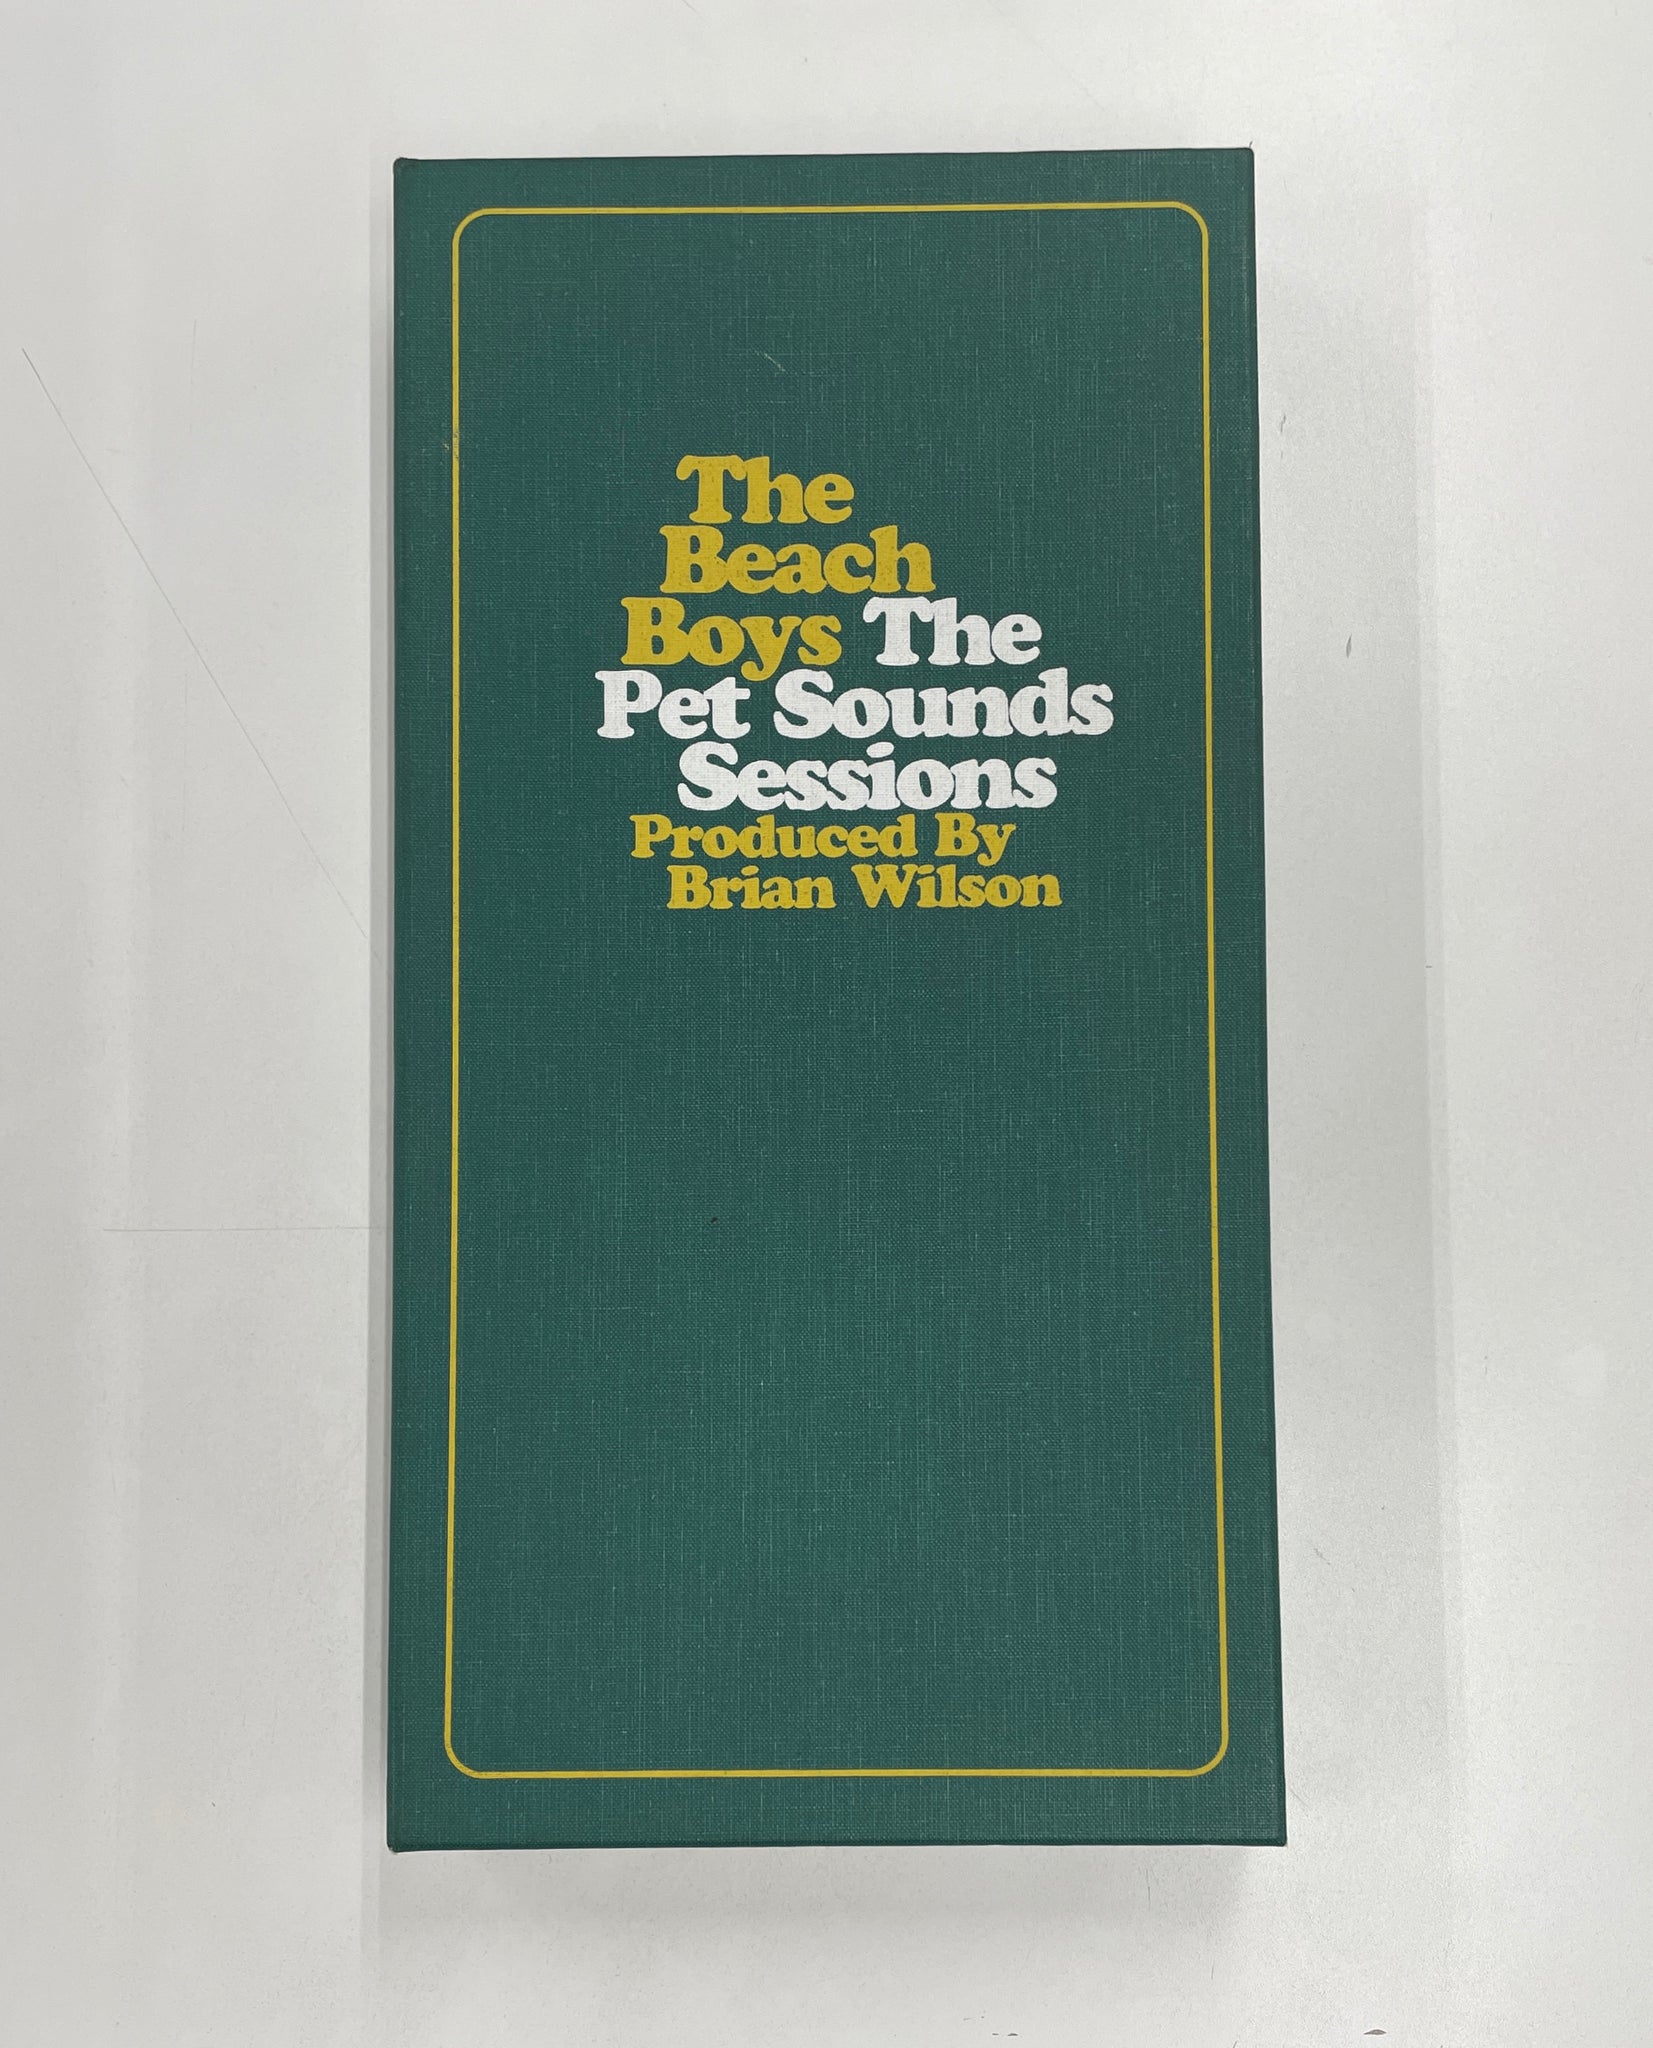 The
Beach
Boys The
Pet Sounds
Sessions
Produced By
Brian Wilson